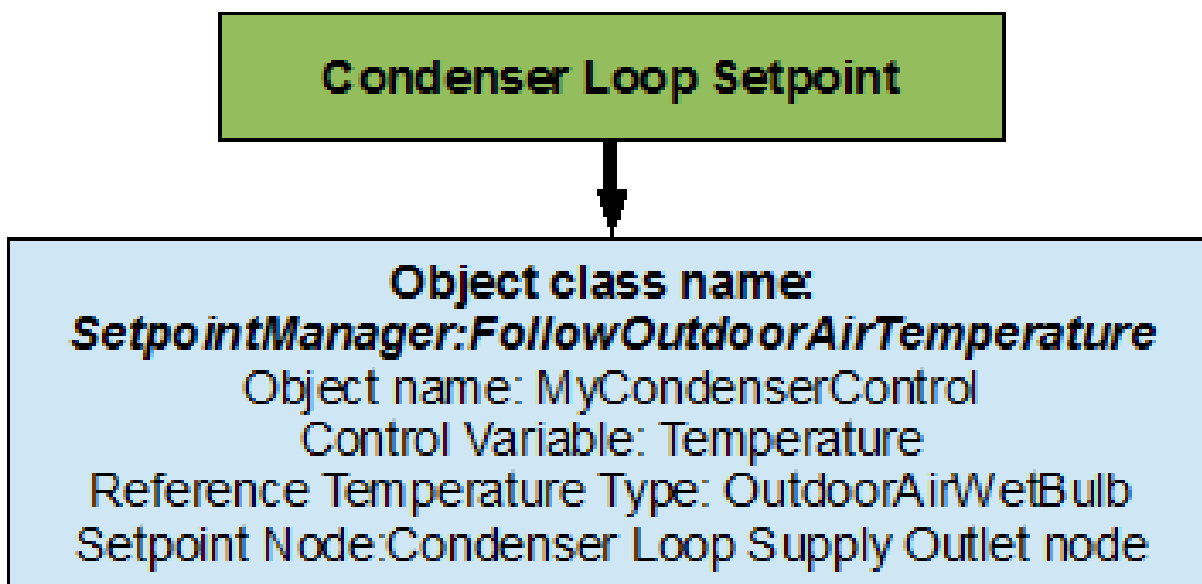 Condenser Loop Setpoint
Object class name:
SetpointManager:FollowOutdoorAirTemperature
Object name: MyCondenserControl
Control Variable: Temperature
Reference Temperature Type: OutdoorAirWetBulb
Setpoint Node:Condenser Loop Supply Outlet node